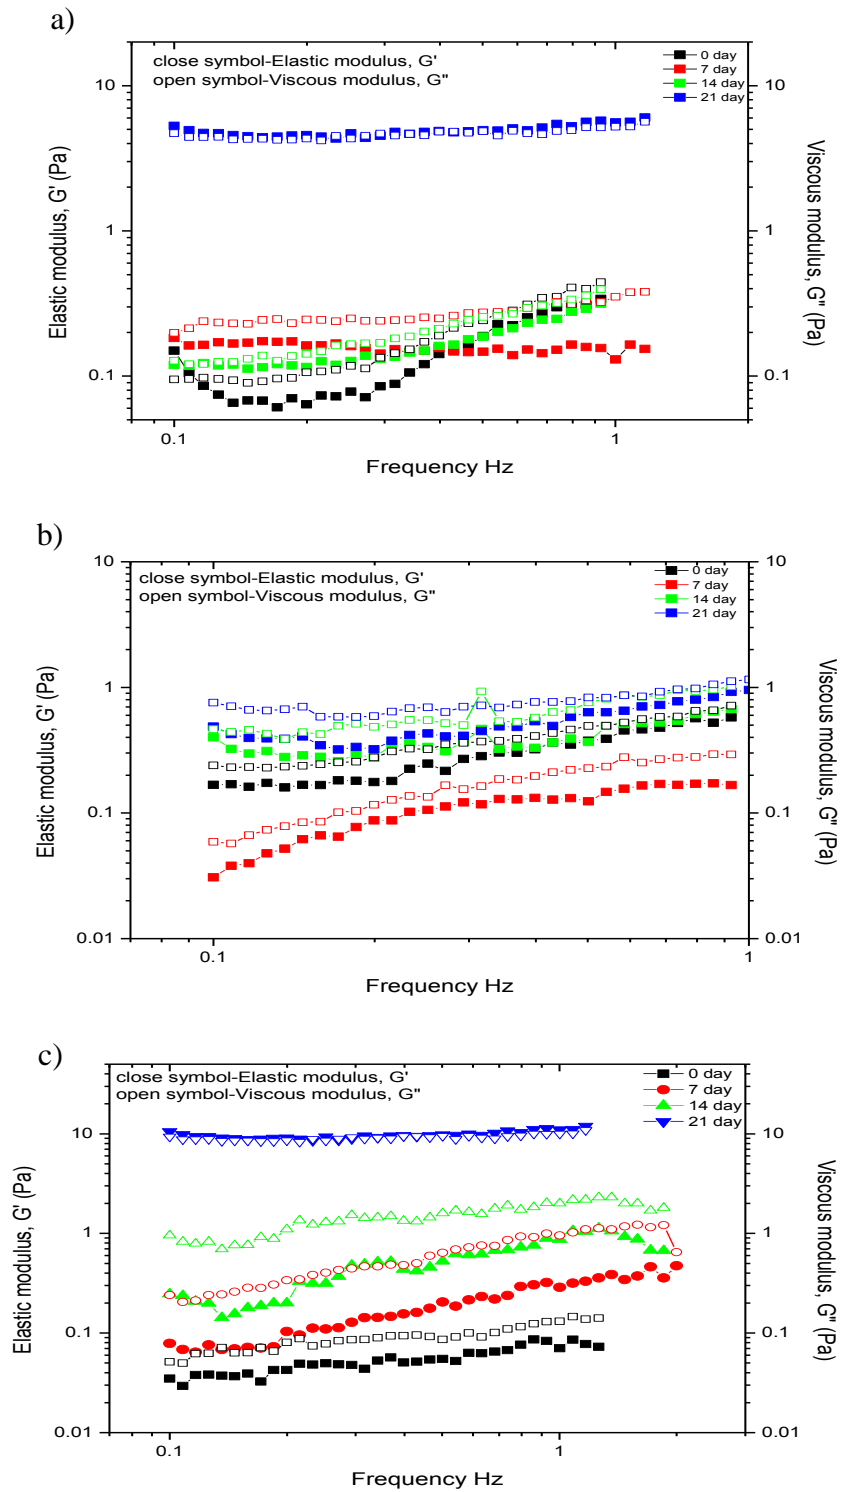 a)
close symbol-Elastic modulus, G'
open symbol-Viscous modulus, G"
0 day
7 day
14 day
21 day
10
1
0.1
10
1
0.1
Elastic modulus, G' (Pa)
Viscous modulus, G" (Pa)
0.1
1
Frequency Hz
b)
close symbol-Elastic modulus, G'
open symbol-Viscous modulus, G"
0 day
7 day
14 day
21 day
10
1
0.1
0.01
10
1
0.1
0.01
Elastic modulus, G' (Pa)
Viscous modulus, G" (Pa)
0.1
1
Frequency Hz
c)
close symbol-Elastic modulus, G'
open symbol-Viscous modulus, G"
0 day
7 day
14 day
21 day
10
1
0.1
0.01
10
1
0.1
0.01
Elastic modulus, G' (Pa)
Viscous modulus, G" (Pa)
0.1
1
Frequency Hz